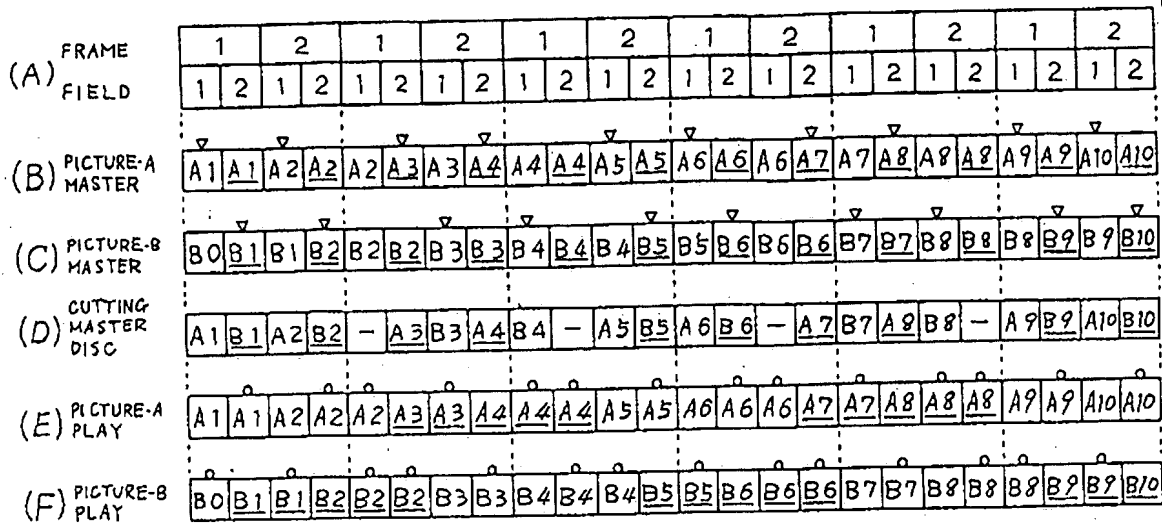 (A) FRAME 1 2 1 2 1 2 1 2 1 2 1 2
FIELD 1 2 1 2 1 2 1 2 1 2 1 2 1 2 1 2 1 2 1 2 1 2 1 2
(B) PICTURE-A MASTER A1 A1 A2 A2 A2 A3 A3 A4 A4 A4 A5 A5 A6 A6 A6 A7 A7 A8 A8 A8 A9 A9 A10 A10
(C) PICTURE-B MASTER B0 B1 B1 B2 B2 B2 B3 B3 B4 B4 B4 B5 B5 B6 B6 B6 B7 B7 B8 B8 B8 B9 B9 B10
(D) CUTTING MASTER DISC A1 B1 A2 B2 - A3 B3 A4 B4 - A5 B5 A6 B6 - A7 B7 A8 B8 - A9 B9 A10 B10
(E) PICTURE-A PLAY A1 A1 A2 A2 A2 A3 A3 A4 A4 A4 A5 A5 A6 A6 A6 A7 A7 A8 A8 A8 A9 A9 A10 A10
(F) PICTURE-B PLAY B0 B1 B1 B2 B2 B2 B3 B3 B4 B4 B4 B5 B5 B6 B6 B6 B7 B7 B8 B8 B8 B9 B9 B10